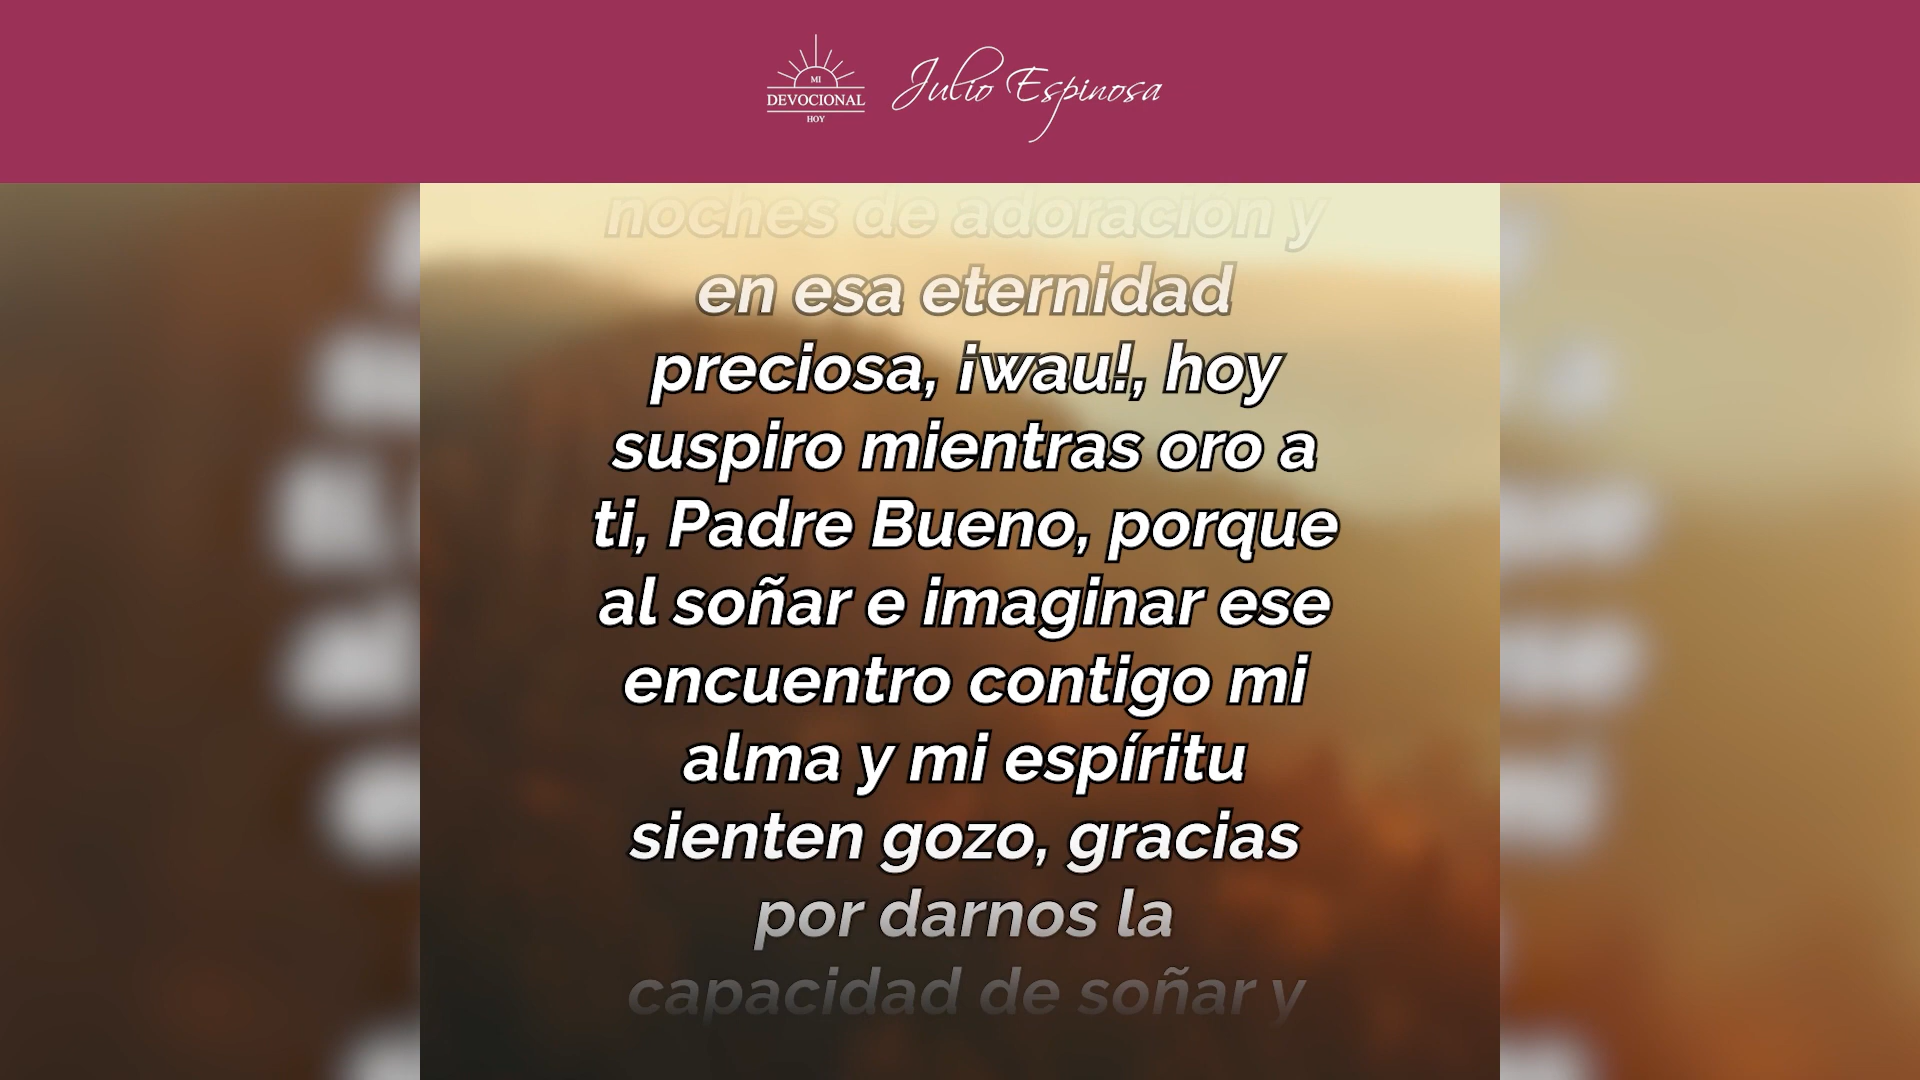 MI
DEVOCIONAL
HOY
Julio Espinosa
noches de adoración y
en esa eternidad
preciosa, ¡wau!, hoy
suspiro mientras oro a
ti, Padre Bueno, porque
al soñar e imaginar ese
encuentro contigo mi
alma y mi espíritu
sienten gozo, gracias
por darnos la
capacidad de soñar y